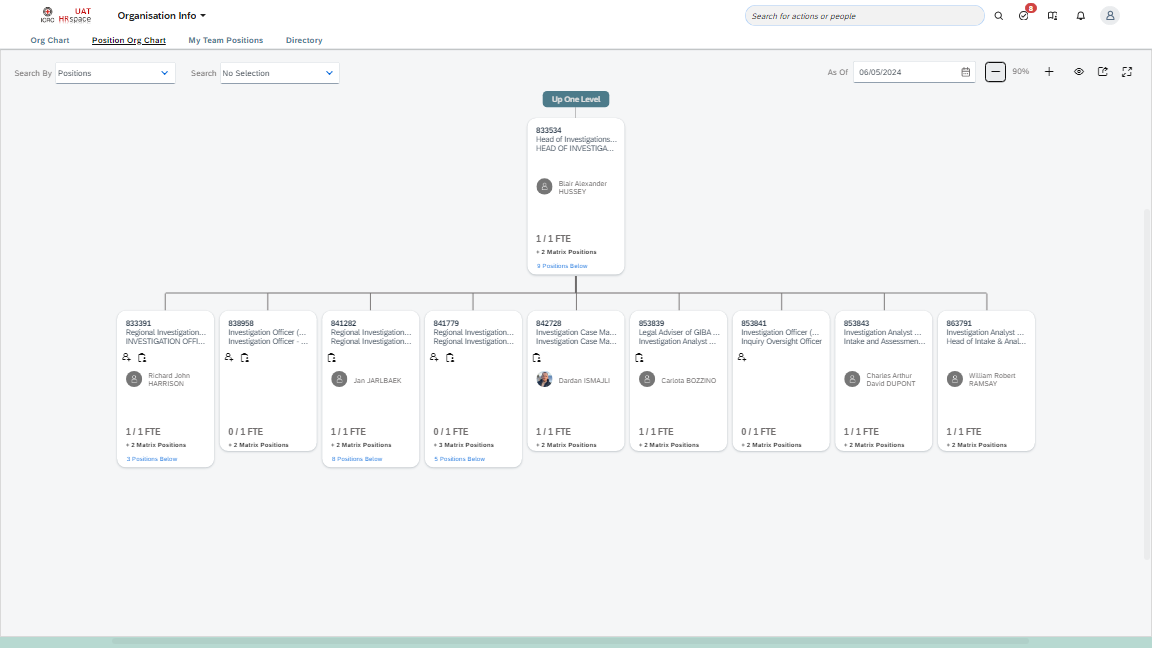 ICRC
UAT
HRspace
Organisation Info
Search for actions or people
8
Org Chart
Position Org Chart
My Team Positions
Directory
Search By
Positions
Search
No Selection
As Of
06/05/2024
90%
Up One Level
833534
Head of Investigations...
HEAD OF INVESTIGA...
Blair Alexander
HUSSEY
1 / 1 FTE
+ 2 Matrix Positions
9 Positions Below
833391
Regional Investigation...
INVESTIGATION OFFI...
Richard John
HARRISON
1 / 1 FTE
+ 2 Matrix Positions
3 Positions Below
838958
Investigation Officer (...
Investigation Officer - ...
0 / 1 FTE
+ 2 Matrix Positions
841282
Regional Investigation...
Regional Investigation...
Jan JARLBAEK
1 / 1 FTE
+ 2 Matrix Positions
6 Positions Below
841779
Regional Investigation...
Regional Investigation...
0 / 1 FTE
+ 3 Matrix Positions
5 Positions Below
842728
Investigation Case Ma...
Investigation Case Ma...
Dardan ISMAJLI
1 / 1 FTE
+ 2 Matrix Positions
853839
Legal Adviser of GIBA ...
Investigation Analyst ...
Carlota BOZZINO
1 / 1 FTE
+ 2 Matrix Positions
853841
Investigation Officer (...
Inquiry Oversight Officer
0 / 1 FTE
+ 2 Matrix Positions
853843
Investigation Analyst ...
Intake and Assessmen...
Charles Arthur
David DUPONT
1 / 1 FTE
+ 2 Matrix Positions
863791
Investigation Analyst ...
Head of Intake & Anal...
William Robert
RAMSAY
1 / 1 FTE
+ 2 Matrix Positions